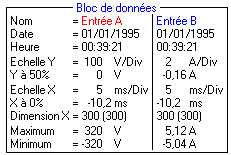 Bloc de données
Nom = Entrée A Entrée B
Date = 01/01/1995 01/01/1995
Heure = 00:39:21 00:39:21
Echelle Y = 100 V/Div 2 A/Div
Y à 50% = 0 V -0,16 A
Echelle X = 5 ms/Div 5 ms/Div
X à 0% = -10,2 ms -10,2 ms
Dimension X = 300 (300) 300 (300)
Maximum = 320 V 5,12 A
Minimum = -320 V -5,04 A